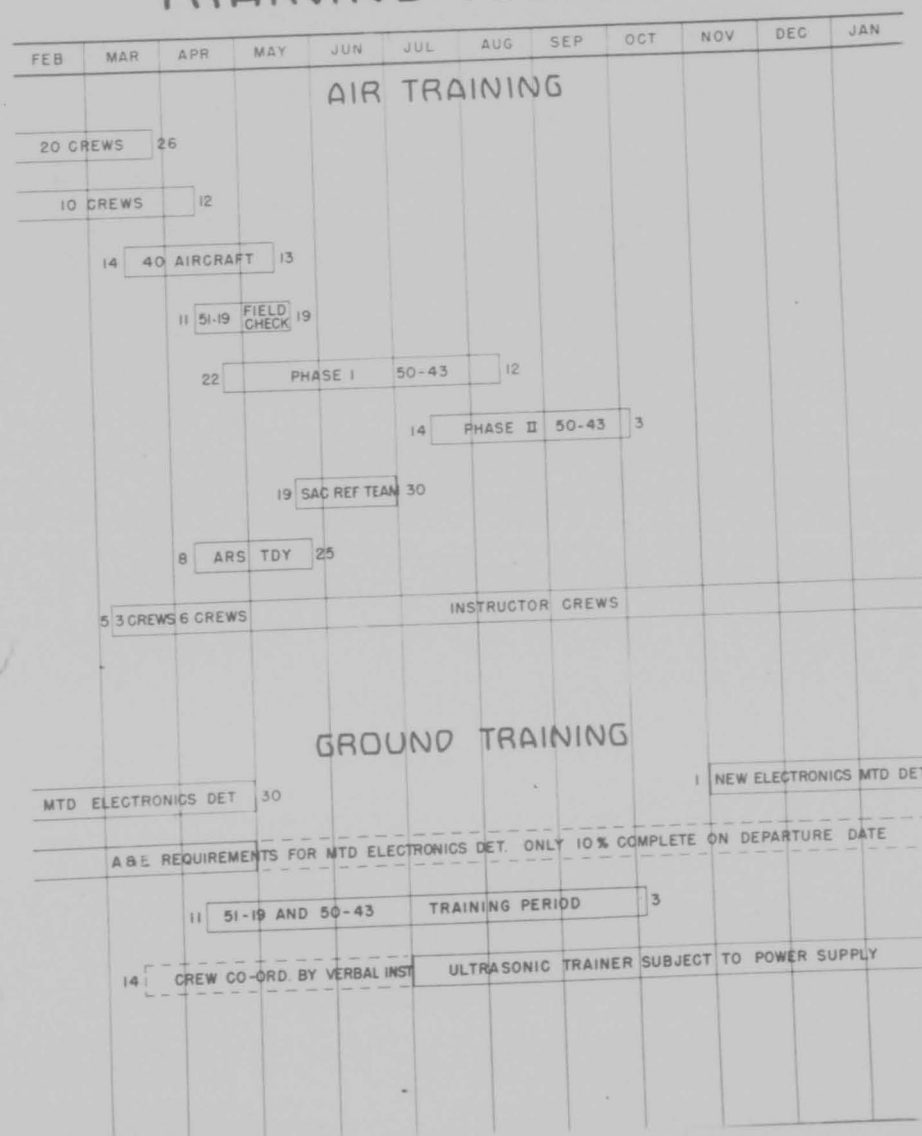 TRAINING
FEB MAR APR MAY JUN JUL AUG SEP OCT NOV DEC JAN
AIR TRAINING
20 CREWS 26
10 CREWS 12
14 40 AIRCRAFT 13
11 51-19 FIELD CHECK 19
22 PHASE I 50-43 12
14 PHASE II 50-43 3
19 SAC REF TEAM 30
8 ARS TDY 25
5 3 CREWS 6 CREWS INSTRUCTOR CREWS
GROUND TRAINING
MTD ELECTRONICS DET 30 1 NEW ELECTRONICS MTD DET
A&E REQUIREMENTS FOR MTD ELECTRONICS DET. ONLY 10% COMPLETE ON DEPARTURE DATE
11 51-19 AND 50-43 TRAINING PERIOD 3
14 CREW CO-ORD. BY VERBAL INST ULTRASONIC TRAINER SUBJECT TO POWER SUPPLY